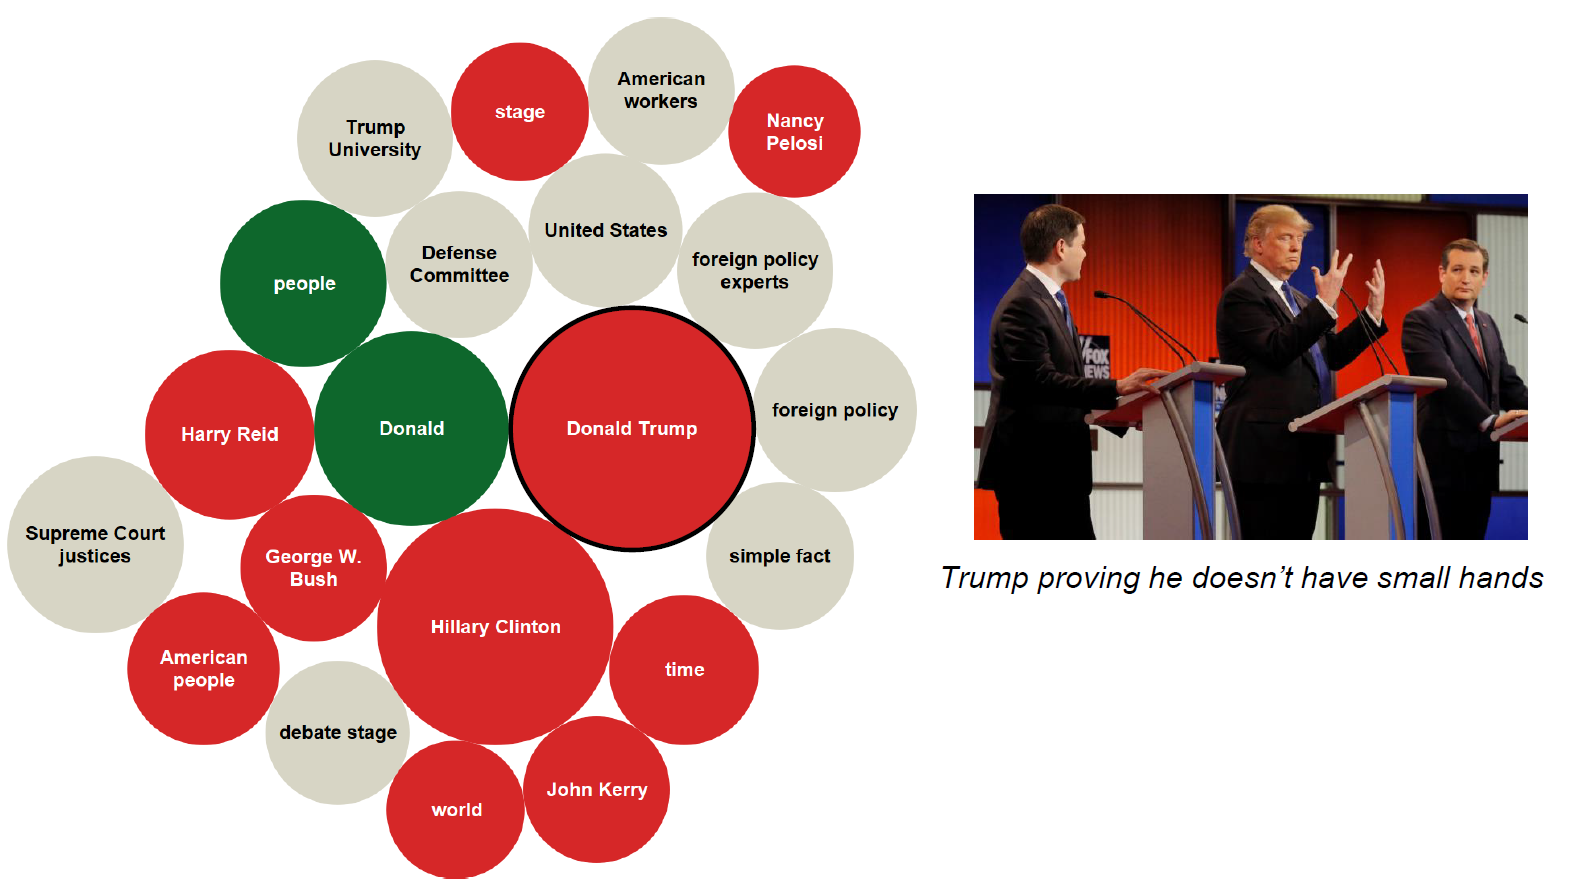 American
workers
stage
Nancy
Pelosi
Trump
University
United States
Defense
Committee
foreign policy
experts
people
foreign policy
Harry Reid
Donald
Donald Trump
Supreme Court
justices
George W.
Bush
simple fact
Hillary Clinton
American
people
time
debate stage
John Kerry
world
FOX
NEWS
Trump proving he doesn’t have small hands